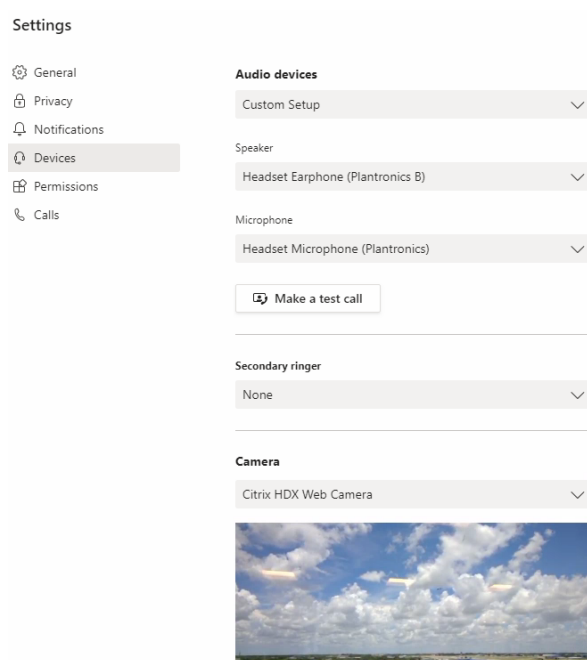 Settings
General
Privacy
Notifications
Devices
Permissions
Calls
Audio devices
Custom Setup
Speaker
Headset Earphone (Plantronics B)
Microphone
Headset Microphone (Plantronics)
Make a test call
Secondary ringer
None
Camera
Citrix HDX Web Camera